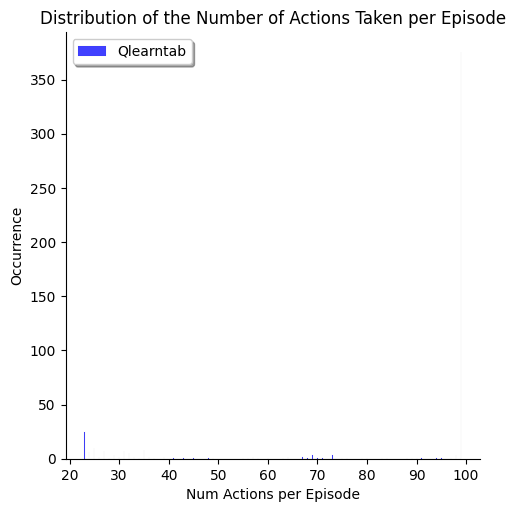 Distribution of the Number of Actions Taken per Episode
Qlearntab
350
300
250
200
150
100
50
0
Occurrence
20 30 40 50 60 70 80 90 100
Num Actions per Episode